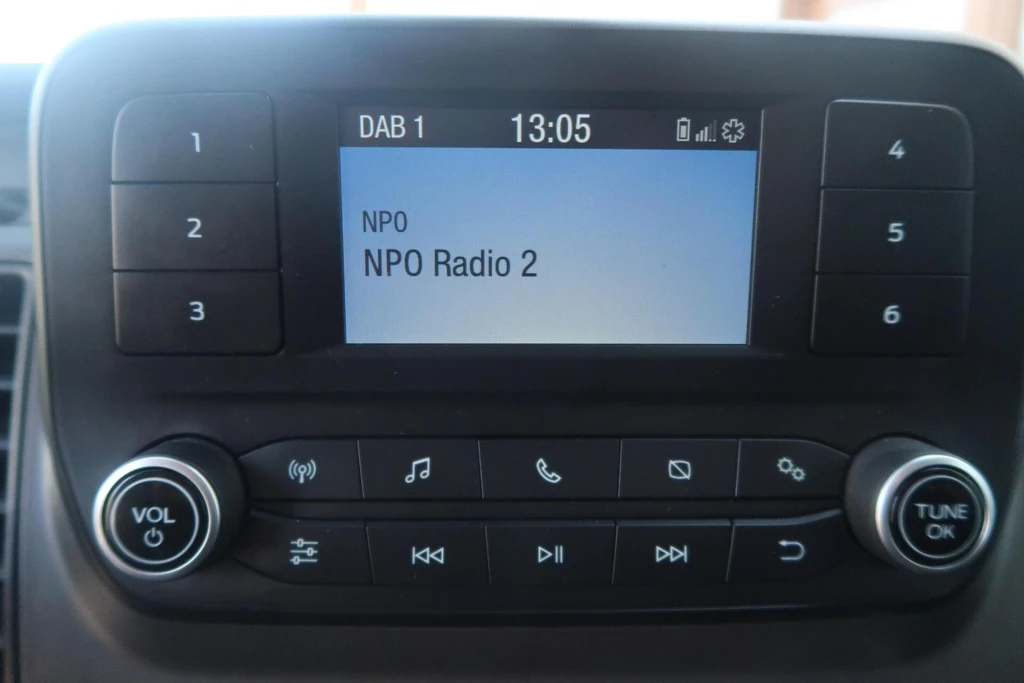 1
2
3
DAB 1 13:05
NPO
NPO Radio 2
4
5
6
VOL
TUNE
OK